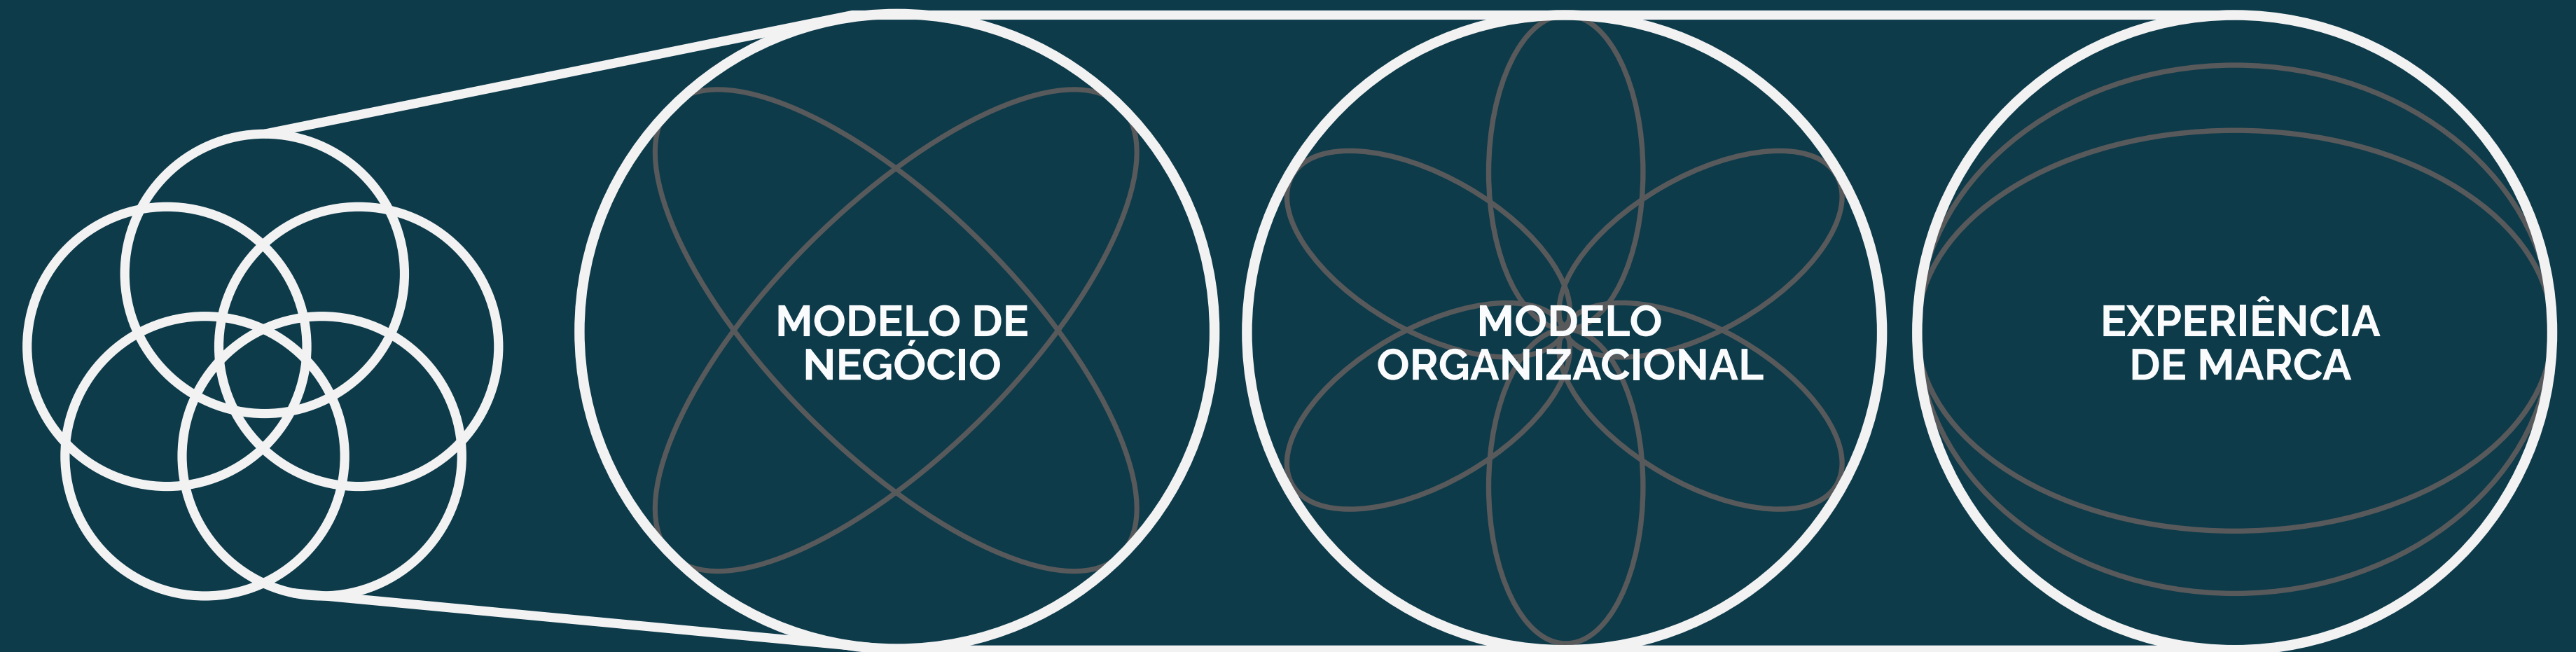 MODELO DE
NEGÓCIO
MODELO
ORGANIZACIONAL
EXPERIÊNCIA
DE MARCA